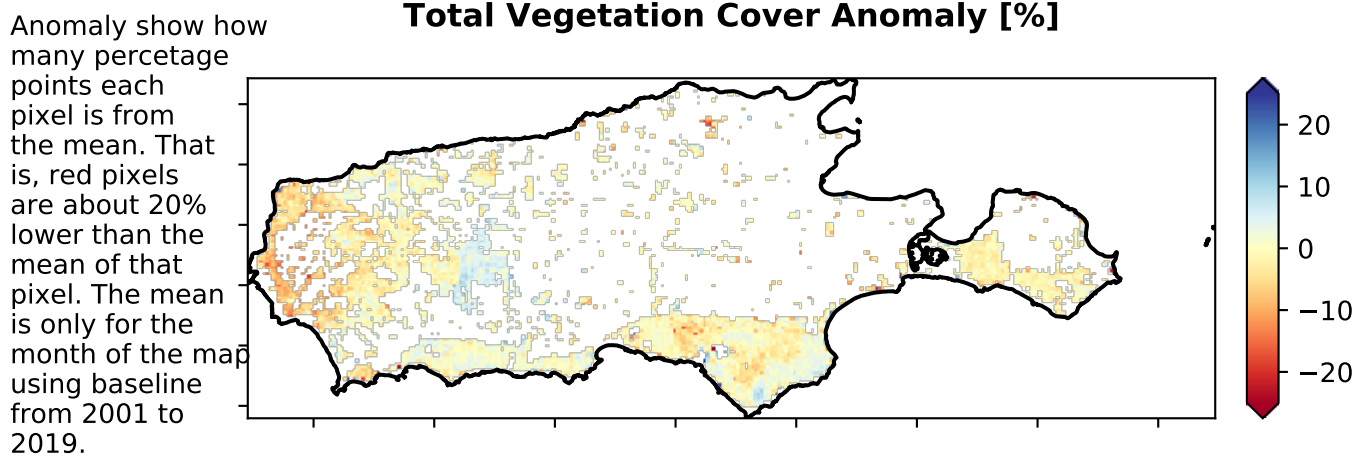 Total Vegetation Cover Anomaly [%]
Anomaly show how
many percetage
points each
pixel is from
the mean. That
is, red pixels
are about 20%
lower than the
mean of that
pixel. The mean
is only for the
month of the map
using baseline
from 2001 to
2019.
20
10
0
−10
−20